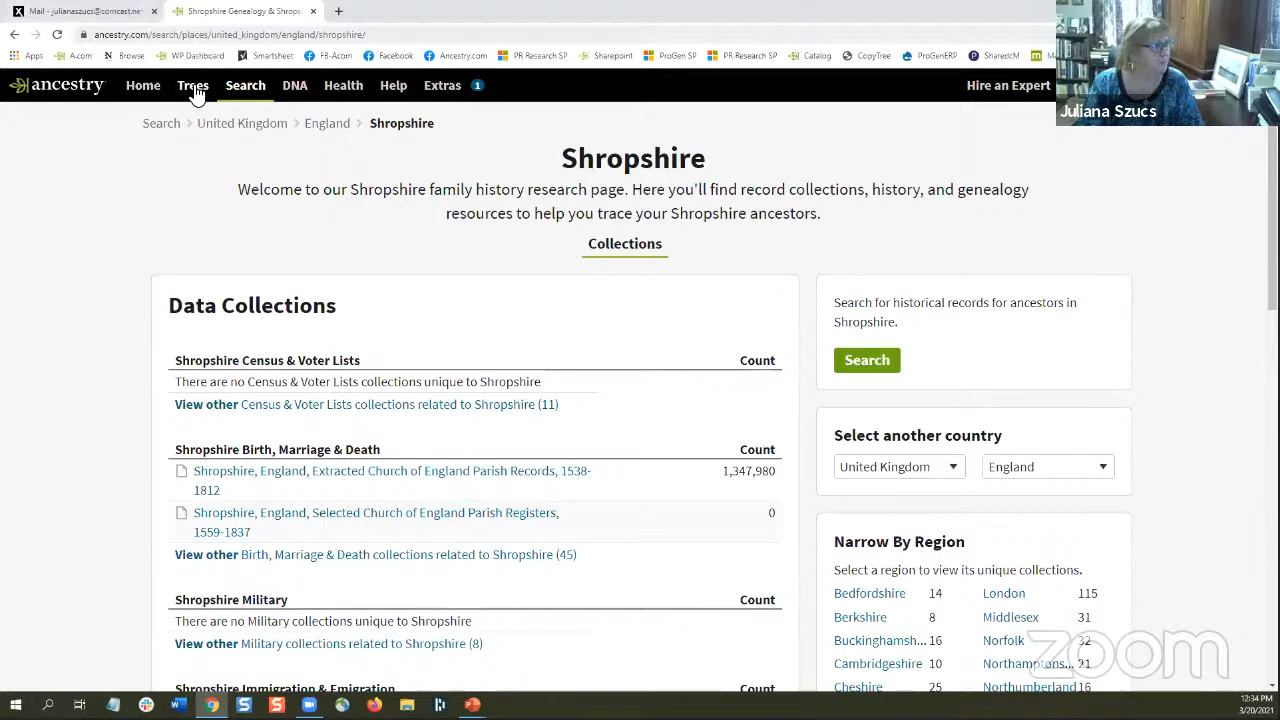 Mail - julianaszucs@comcast.net
Shropshire Genealogy & Shrops
ancestry.com/search/places/united_kingdom/england/shropshire/
Apps A.com Browse WP Dashboard Smartsheet FB-Acom Facebook Ancestry.com PR Research SP Sharepoint ProGen SP PR Research SP Catalog CopyTree ProGenERP SharedcM Ma
ancestry Home Trees Search DNA Health Help Extras 1 Hire an Expert
Juliana Szucs
Search > United Kingdom > England > Shropshire
Shropshire
Welcome to our Shropshire family history research page. Here you'll find record collections, history, and genealogy
resources to help you trace your Shropshire ancestors.
Collections
Data Collections
Shropshire Census & Voter Lists Count
There are no Census & Voter Lists collections unique to Shropshire
View other Census & Voter Lists collections related to Shropshire (11)
Shropshire Birth, Marriage & Death Count
Shropshire, England, Extracted Church of England Parish Records, 1538-
1812
1,347,980
Shropshire, England, Selected Church of England Parish Registers,
1559-1837
0
View other Birth, Marriage & Death collections related to Shropshire (45)
Shropshire Military Count
There are no Military collections unique to Shropshire
View other Military collections related to Shropshire (8)
Shropshire Immigration & Emigration Count
Search for historical records for ancestors in
Shropshire.
Search
Select another country
United Kingdom England
Narrow By Region
Select a region to view its unique collections.
Bedfordshire 14 London 115
Berkshire 8 Middlesex 31
Buckinghamsh... 16 Norfolk 32
Cambridgeshire 10 Northamptons... 21
Cheshire 25 Northumberland 16
zoom
12:34 PM
3/20/2021